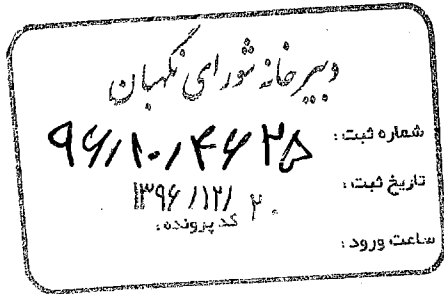 دبیرخانه شورای نگهبان
شماره ثبت : ۹۶/۱۰/۴۶۲۵
تاریخ ثبت : ۱۳۹۶/۱۲/۲۰
کد پرونده :
ساعت ورود :